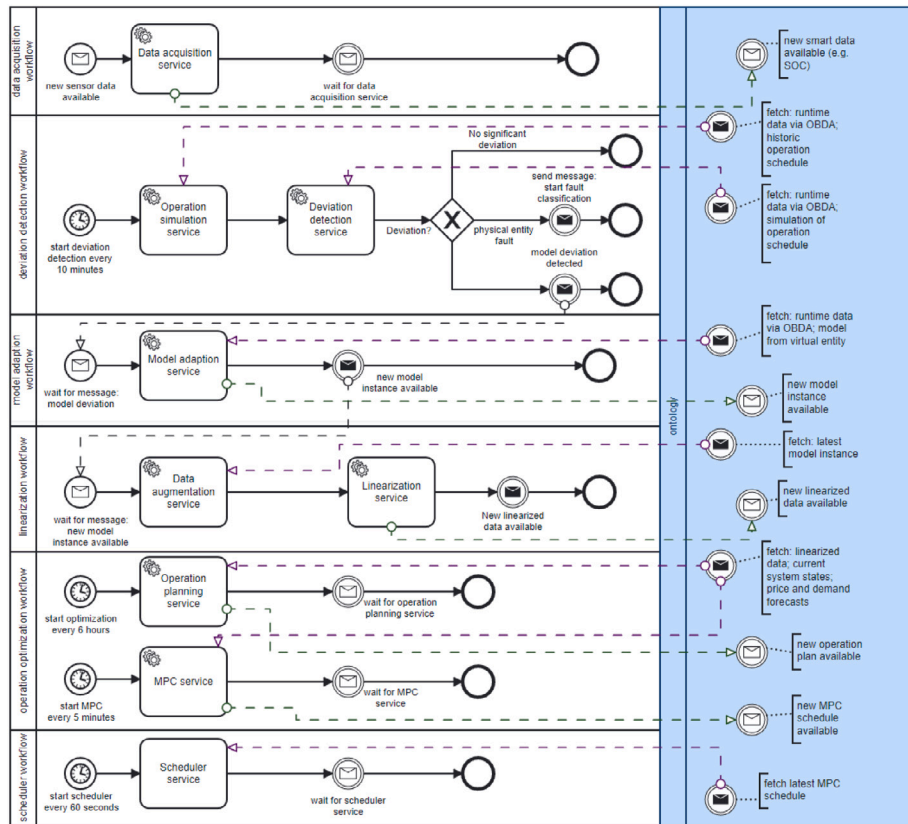 data acquisition
workflow
new sensor data
available
Data acquisition
service
wait for data
acquisition service
new smart data
available (e.g.
SOC)
deviation detection workflow
start deviation
detection every
10 minutes
Operation
simulation
service
Deviation
detection
service
Deviation?
No significant
deviation
send message:
start fault
classification
physical entity
fault
model deviation
detected
fetch: runtime
data via OBDA;
historic
operation
schedule
fetch: runtime
data via OBDA;
simulation of
operation
schedule
model adaption
workflow
wait for message:
model deviation
Model adaption
service
new model
instance available
fetch: runtime data
via OBDA; model
from virtual entity
new model
instance
available
ontology
linearization workflow
wait for message:
new model
instance available
Data
augmentation
service
Linearization
service
New linearized
data available
fetch: latest
model instance
new linearized
data available
operation optimization workflow
start optimization
every 6 hours
Operation
planning
service
wait for operation
planning service
start MPC
every 5 minutes
MPC service
wait for MPC
service
fetch: linearized
data; current
system states;
price and demand
forecasts
new operation
plan available
new MPC
schedule
available
scheduler workflow
start scheduler
every 60 seconds
Scheduler
service
wait for scheduler
service
fetch latest MPC
schedule